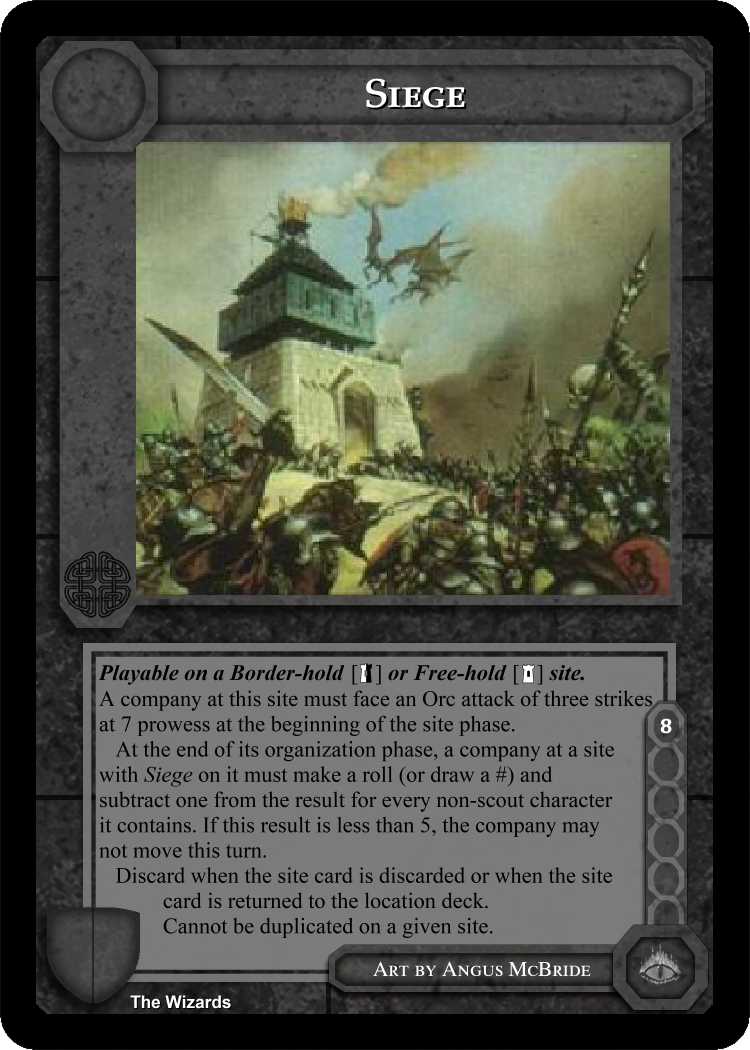 SIEGE
Playable on a Border-hold [] or Free-hold [] site.
A company at this site must face an Orc attack of three strikes
at 7 prowess at the beginning of the site phase.
8
At the end of its organization phase, a company at a site
with Siege on it must make a roll (or draw a #) and
subtract one from the result for every non-scout character
it contains. If this result is less than 5, the company may
not move this turn.
Discard when the site card is discarded or when the site
card is returned to the location deck.
Cannot be duplicated on a given site.
ART BY ANGUS MCBRIDE
The Wizards